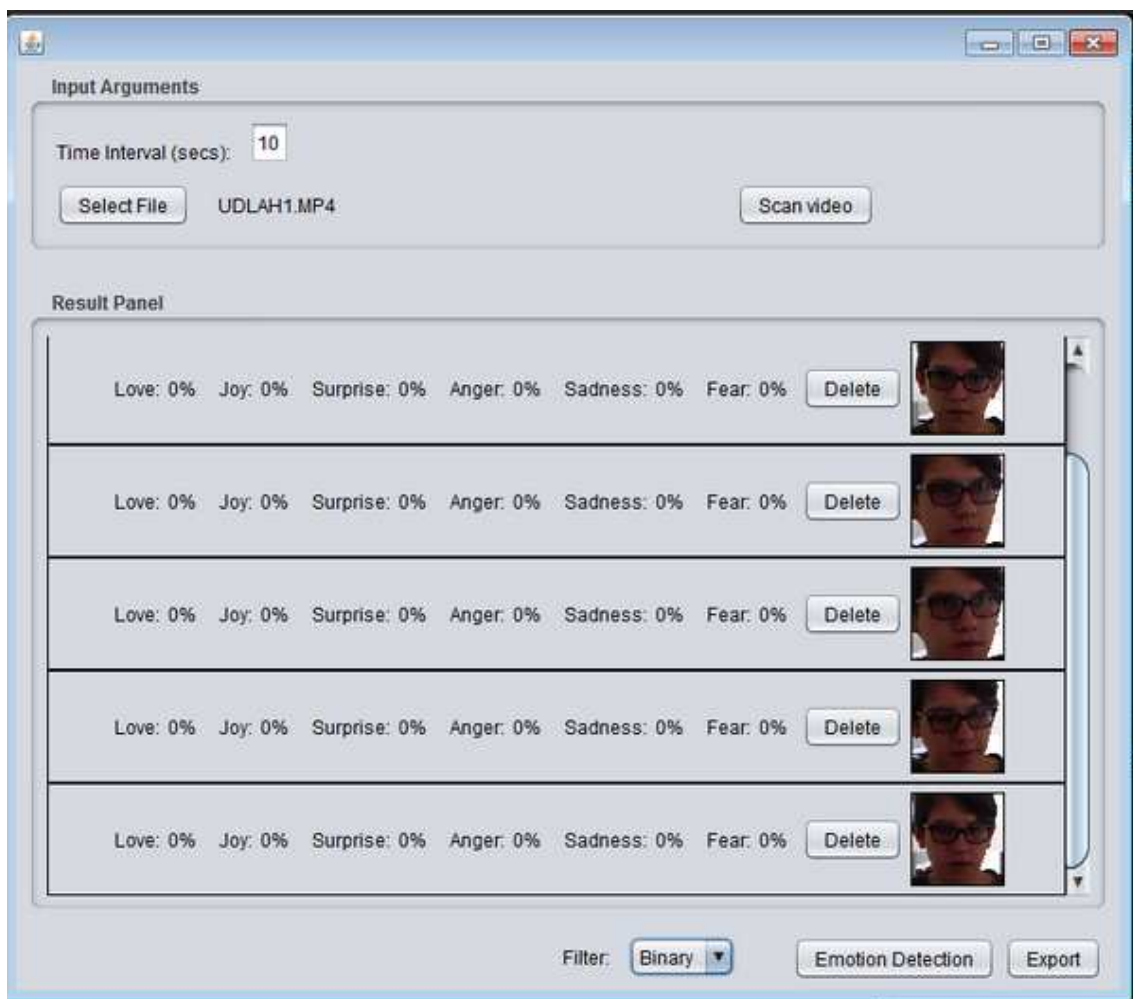 Input Arguments
Time Interval (secs): 10
Select File UDLAH1.MP4 Scan video
Result Panel
Love: 0% Joy: 0% Surprise: 0% Anger: 0% Sadness: 0% Fear: 0% Delete
Love: 0% Joy: 0% Surprise: 0% Anger: 0% Sadness: 0% Fear: 0% Delete
Love: 0% Joy: 0% Surprise: 0% Anger: 0% Sadness: 0% Fear: 0% Delete
Love: 0% Joy: 0% Surprise: 0% Anger: 0% Sadness: 0% Fear: 0% Delete
Love: 0% Joy: 0% Surprise: 0% Anger: 0% Sadness: 0% Fear: 0% Delete
Filter: Binary Emotion Detection Export